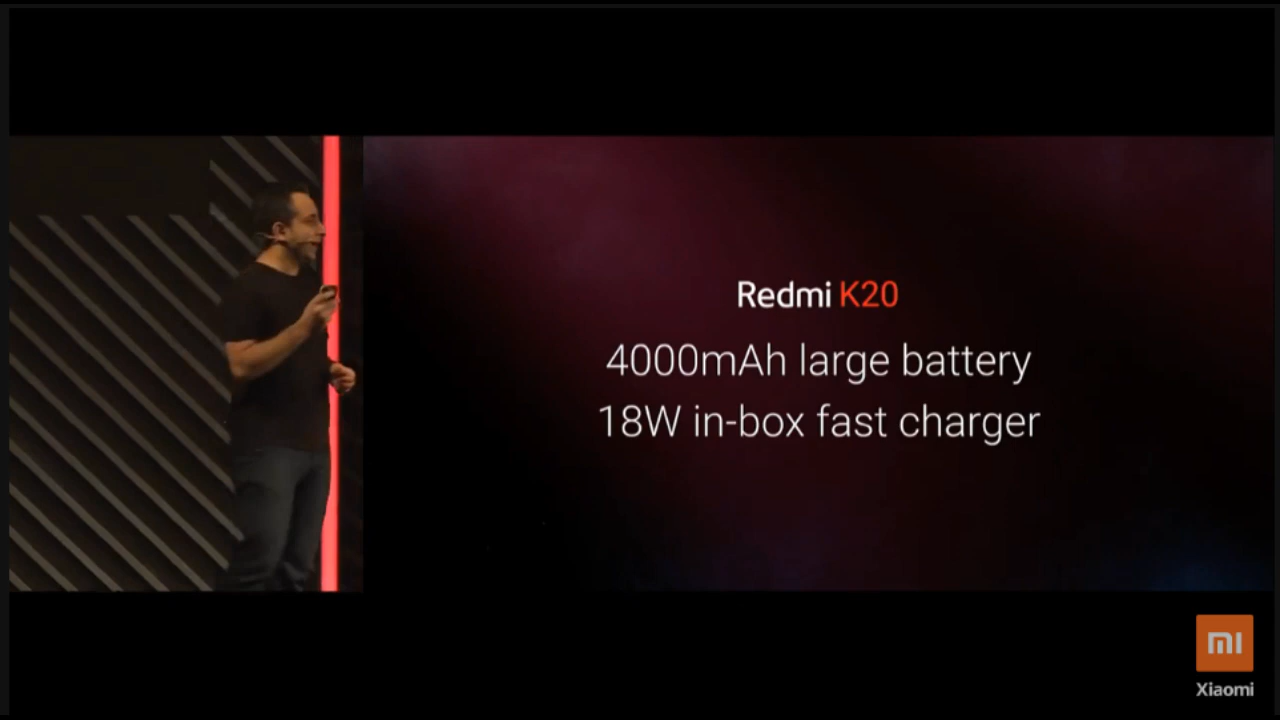 Redmi K20
4000mAh large battery
18W in-box fast charger
mi
Xiaomi